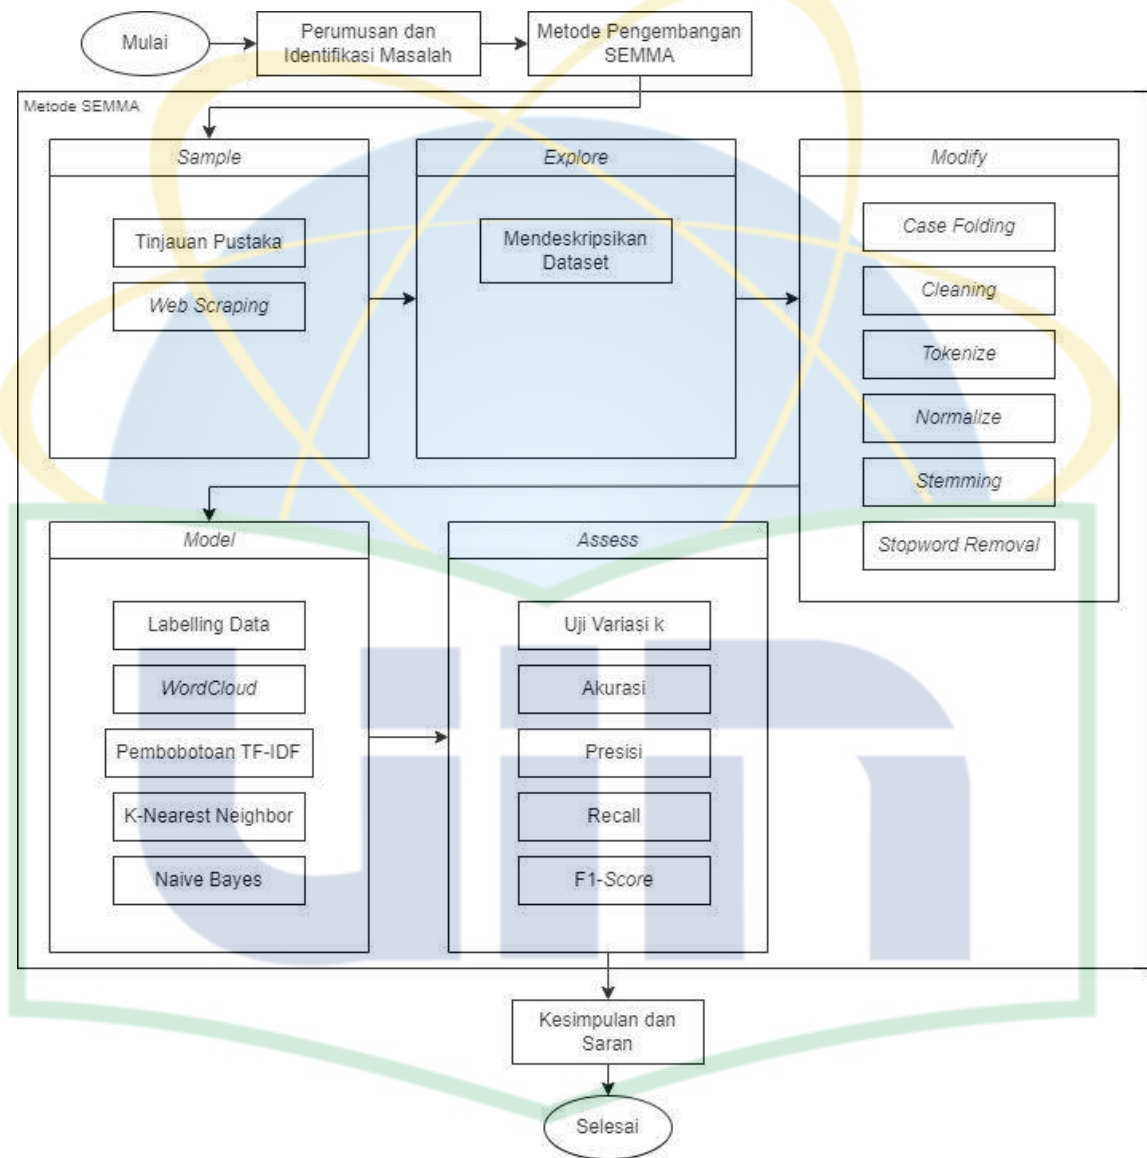 Mulai
Perumusan dan
Identifikasi Masalah
Metode Pengembangan
SEMMA
Metode SEMMA
Sample
Tinjauan Pustaka
Web Scraping
Explore
Mendeskripsikan
Dataset
Modify
Case Folding
Cleaning
Tokenize
Normalize
Stemming
Stopword Removal
Model
Labelling Data
WordCloud
Pembobotoan TF-IDF
K-Nearest Neighbor
Naive Bayes
Assess
Uji Variasi k
Akurasi
Presisi
Recall
F1-Score
Kesimpulan dan
Saran
Selesai
uin